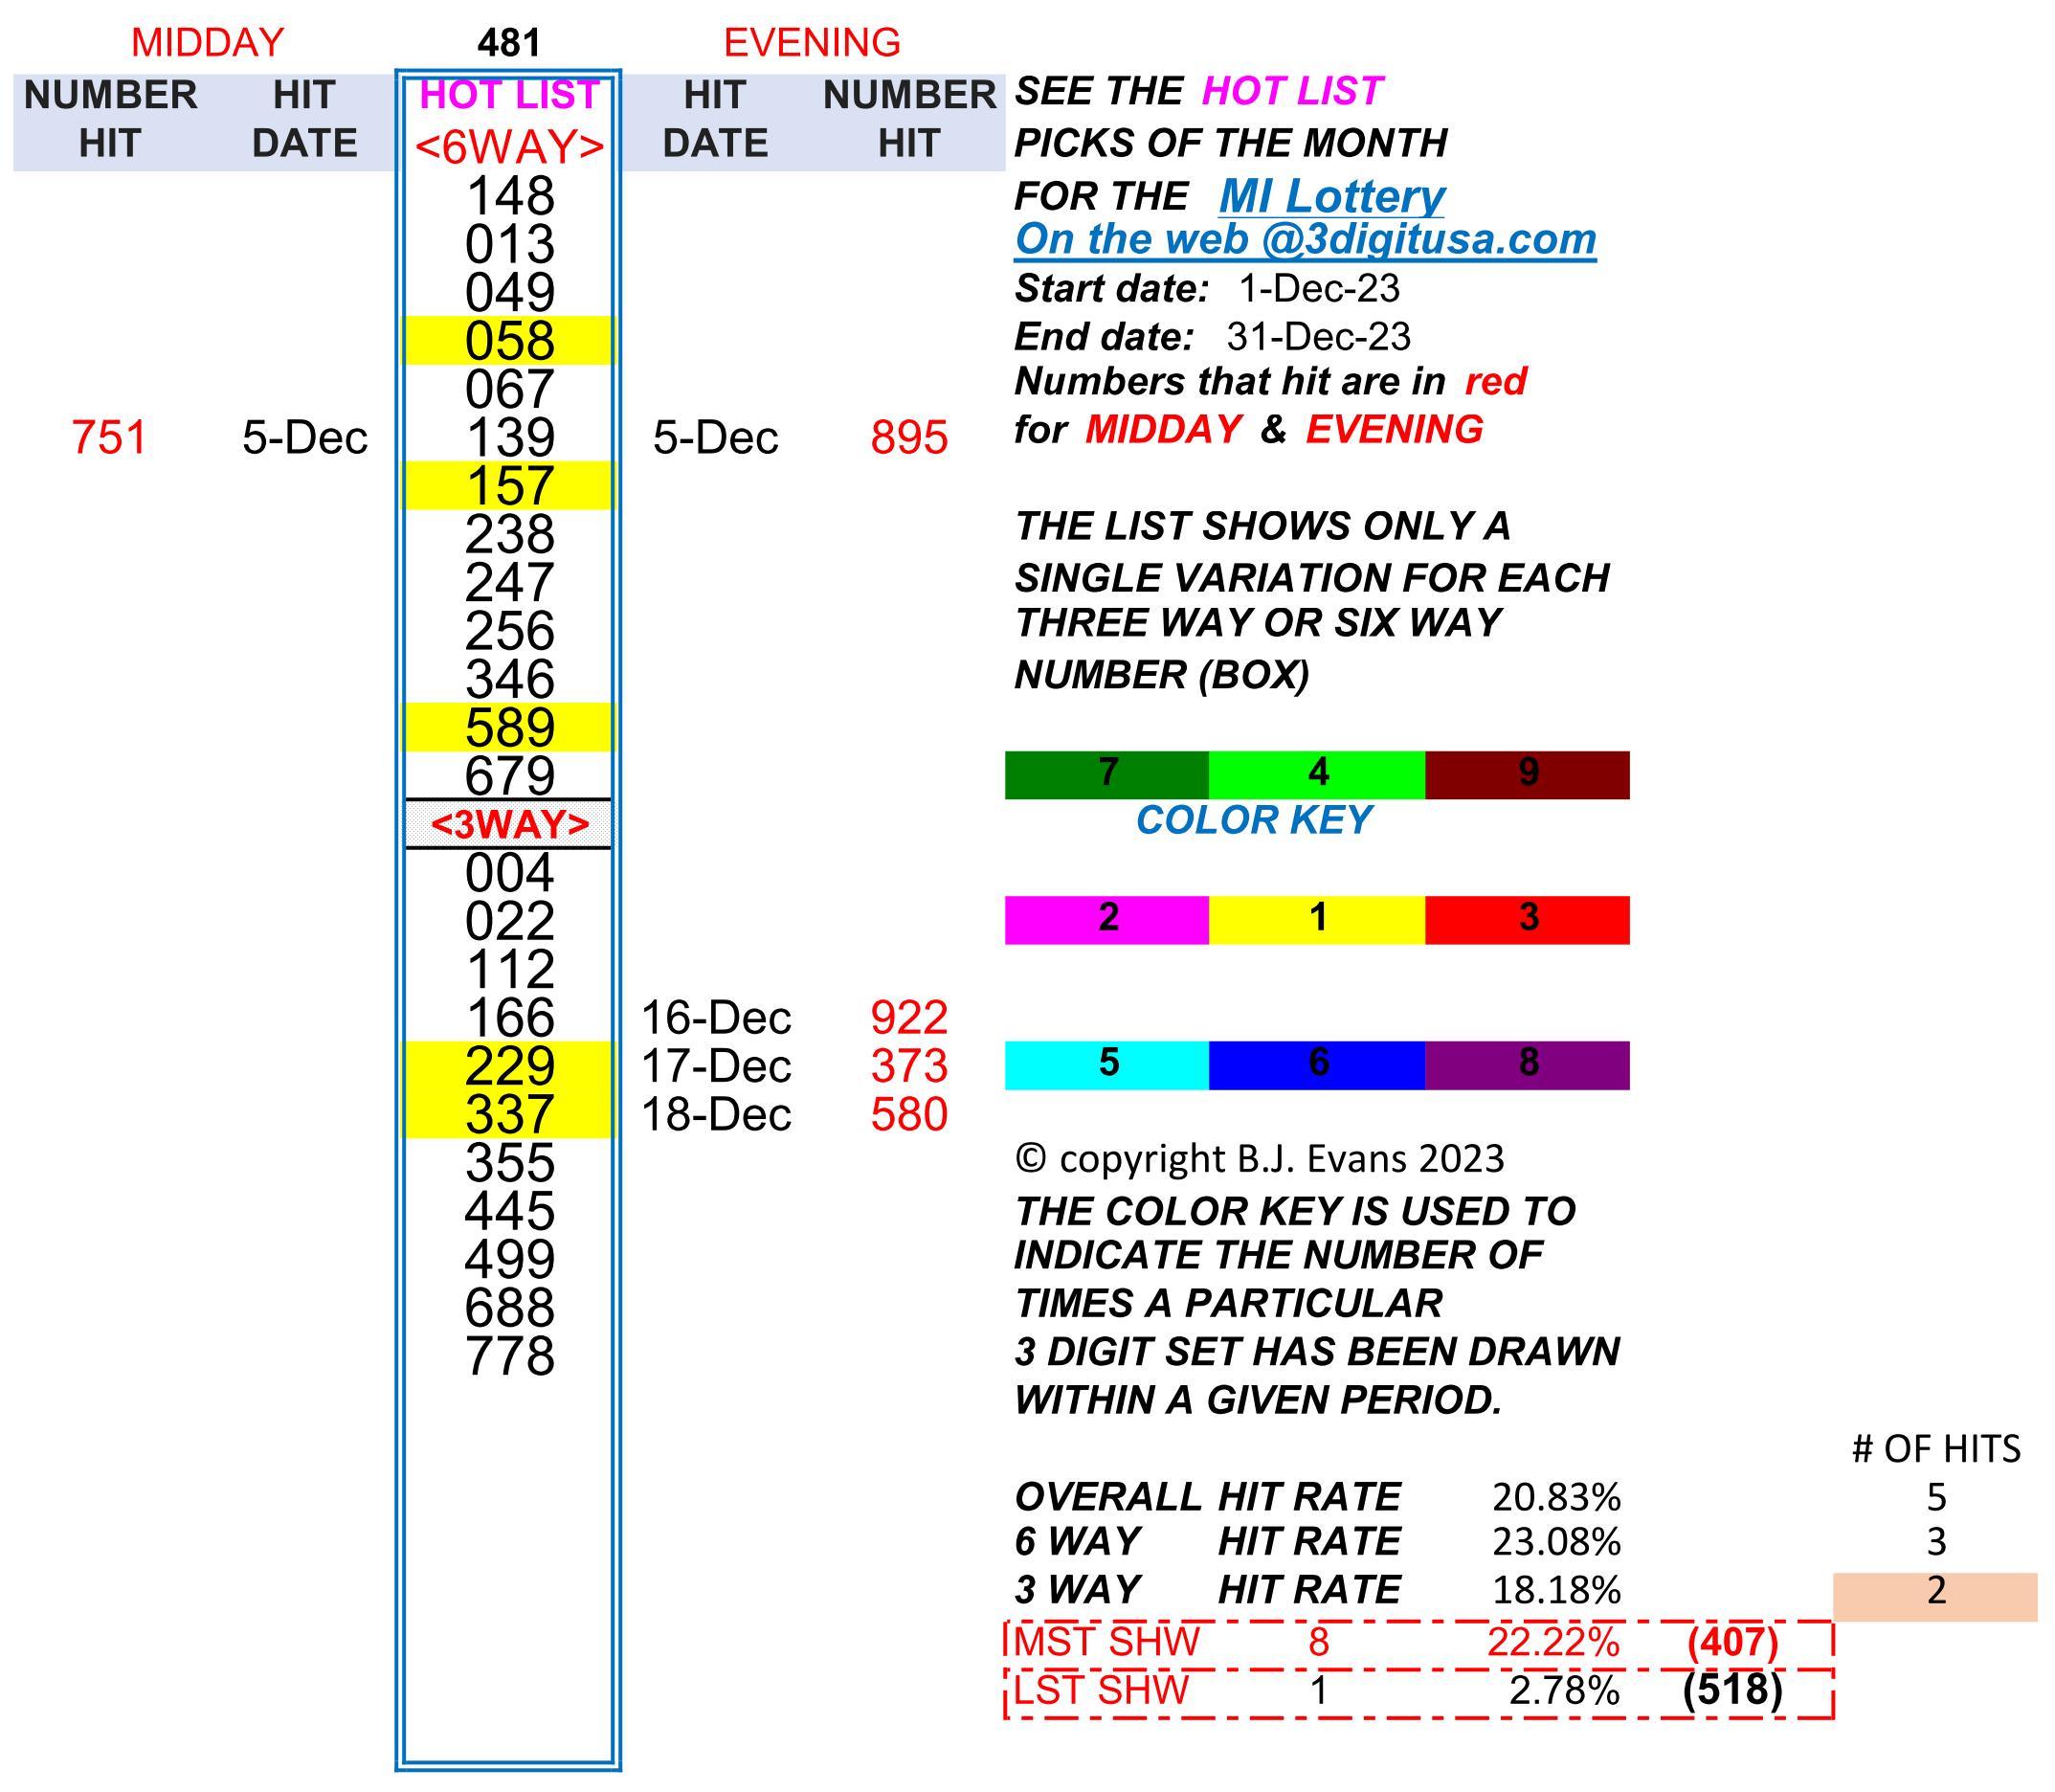 MIDDAY 481 EVENING
NUMBER HIT HOT LIST HIT NUMBER SEE THE HOT LIST
HIT DATE <6WAY> DATE HIT PICKS OF THE MONTH
148 FOR THE MI Lottery
013 On the web @3digitusa.com
049 Start date: 1-Dec-23
058 End date: 31-Dec-23
067 Numbers that hit are in red
751 5-Dec 139 5-Dec 895 for MIDDAY & EVENING
157
238 THE LIST SHOWS ONLY A
247 SINGLE VARIATION FOR EACH
256 THREE WAY OR SIX WAY
346 NUMBER (BOX)
589
679 7 4 9
<3WAY> COLOR KEY
004
022 2 1 3
112
166 16-Dec 922
229 17-Dec 373 5 6 8
337 18-Dec 580
355 © copyright B.J. Evans 2023
445 THE COLOR KEY IS USED TO
499 INDICATE THE NUMBER OF
688 TIMES A PARTICULAR
778 3 DIGIT SET HAS BEEN DRAWN
WITHIN A GIVEN PERIOD.
# OF HITS
OVERALL HIT RATE 20.83% 5
6 WAY HIT RATE 23.08% 3
3 WAY HIT RATE 18.18% 2
MST SHW 8 22.22% (407)
LST SHW 1 2.78% (518)